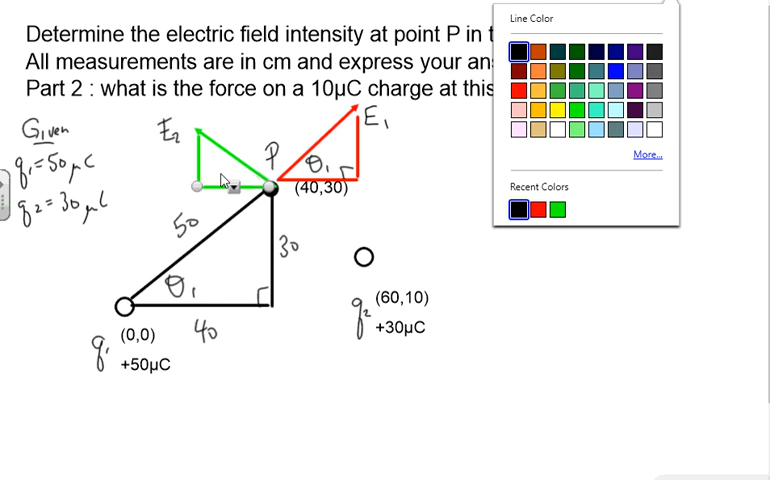 Determine the electric field intensity at point P in t
All measurements are in cm and express your an
Part 2 : what is the force on a 10µC charge at this
Line Color
More...
Recent Colors
Given
q1=50µC
q2=30µC
E2
P
θ1
E1
(40,30)
50
30
θ1
40
q1
(0,0)
+50µC
q2
(60,10)
+30µC